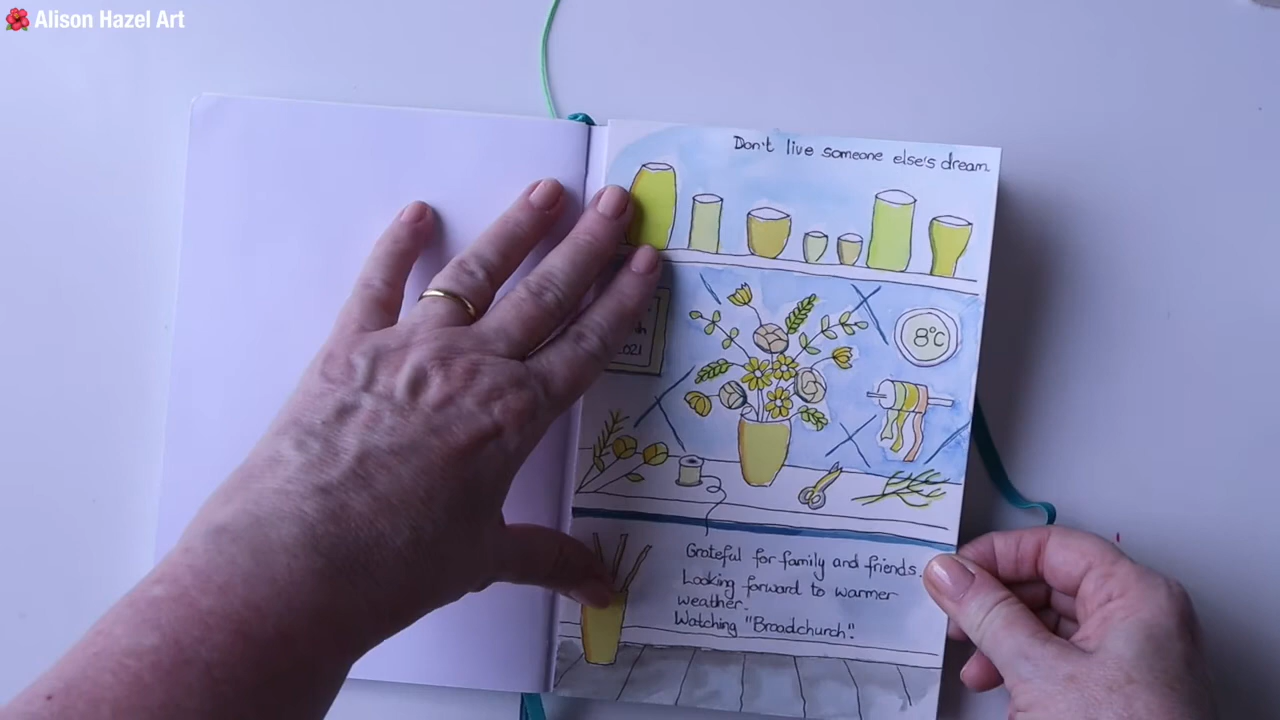 Alison Hazel Art
Don't live someone else's dream.
2021
8°C
Grateful for family and friends.
Looking forward to warmer
weather.
Watching "Broadchurch".